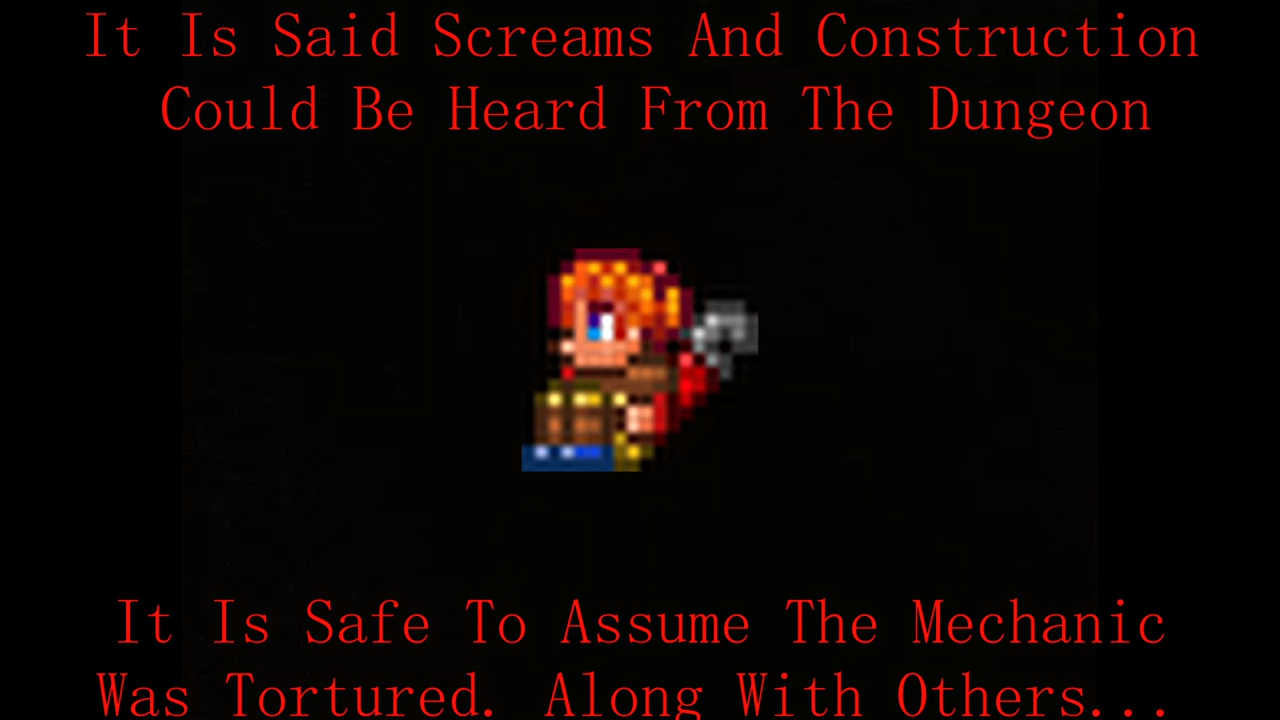 It Is Said Screams And Construction
Could Be Heard From The Dungeon
It Is Safe To Assume The Mechanic
Was Tortured. Along With Others...